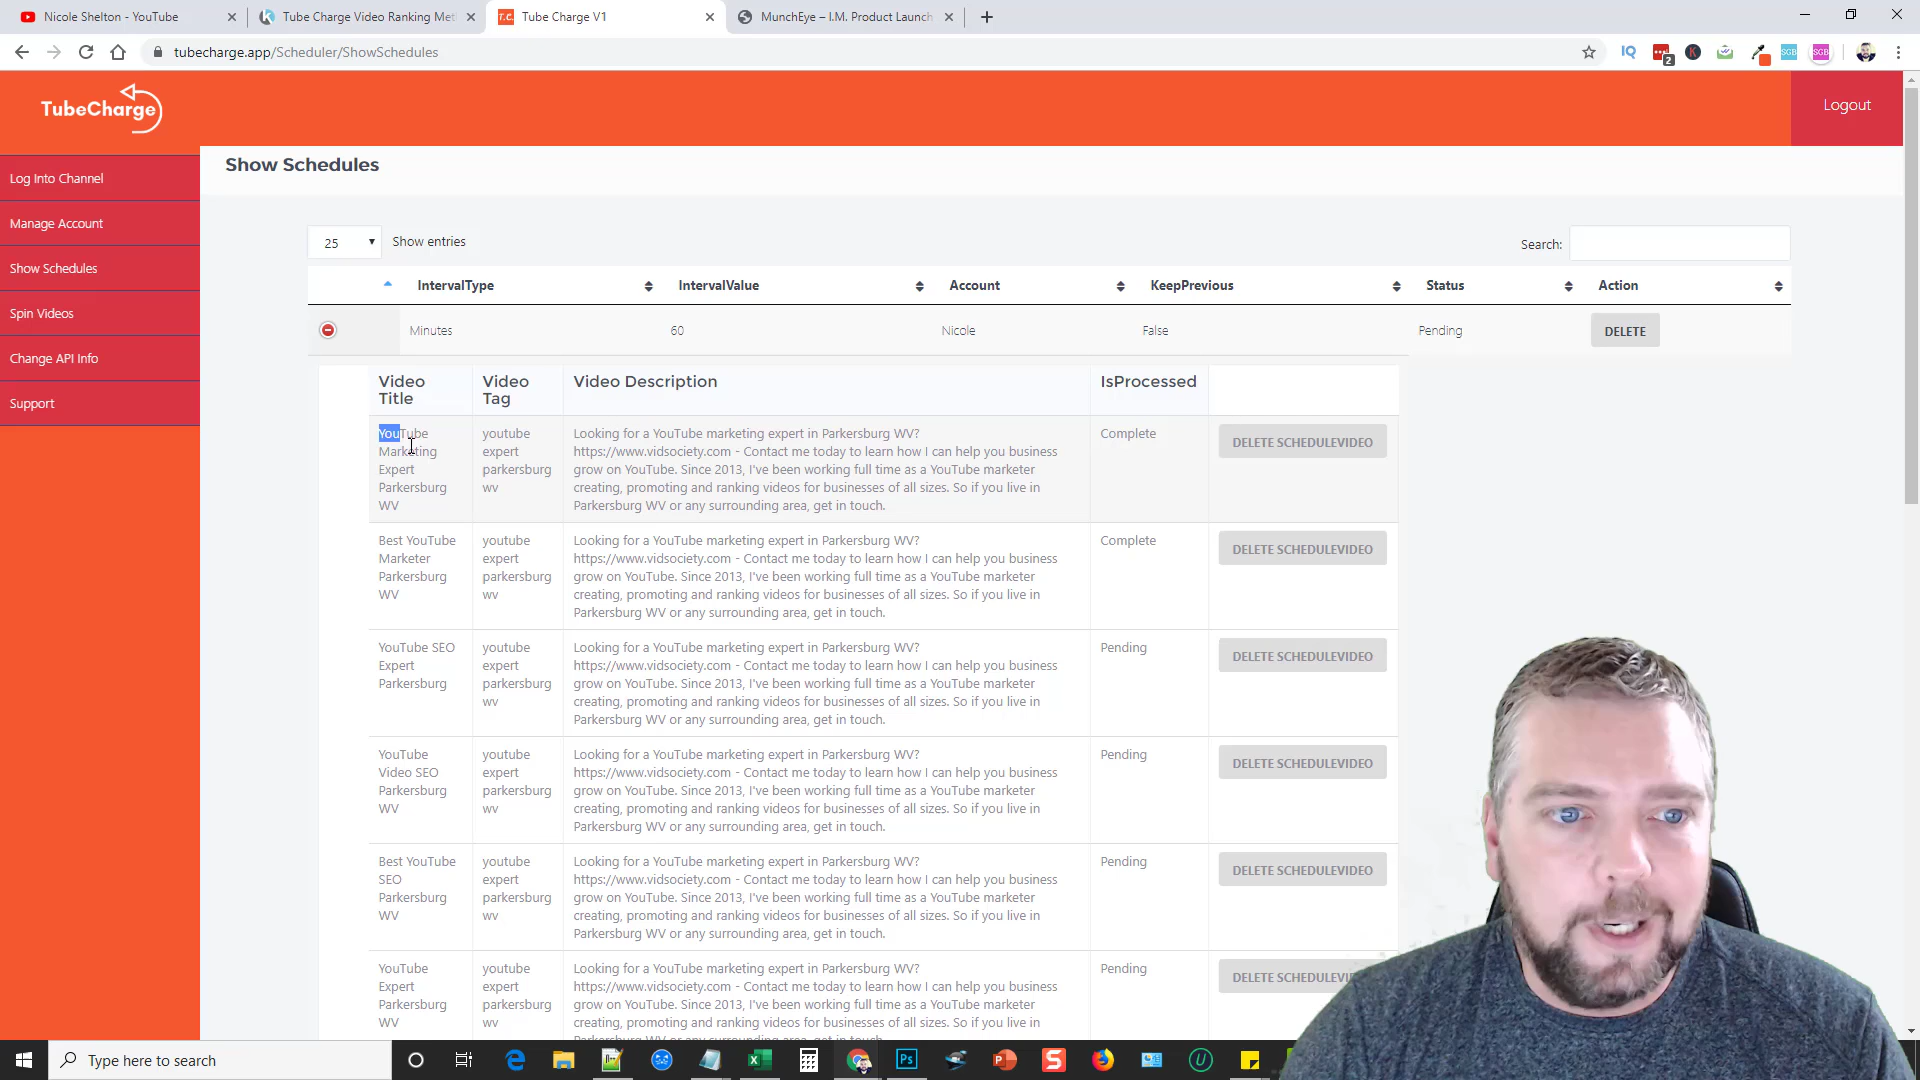 Nicole Shelton - YouTube
Tube Charge Video Ranking Met
Tube Charge V1
MunchEye – I.M. Product Launch
tubecharge.app/Scheduler/ShowSchedules
IQ
2
K
SGB
SGB
TubeCharge
Logout
Log Into Channel
Manage Account
Show Schedules
Spin Videos
Change API Info
Support
Show Schedules
25
Show entries
Search:
IntervalType
IntervalValue
Account
KeepPrevious
Status
Action
Minutes
60
Nicole
False
Pending
DELETE
Video Title
Video Tag
Video Description
IsProcessed
YouTube Marketing Expert Parkersburg WV
youtube expert parkersburg wv
Looking for a YouTube marketing expert in Parkersburg WV?
https://www.vidsociety.com - Contact me today to learn how I can help you business
grow on YouTube. Since 2013, I've been working full time as a YouTube marketer
creating, promoting and ranking videos for businesses of all sizes. So if you live in
Parkersburg WV or any surrounding area, get in touch.
Complete
DELETE SCHEDULEVIDEO
Best YouTube Marketer Parkersburg WV
youtube expert parkersburg wv
Looking for a YouTube marketing expert in Parkersburg WV?
https://www.vidsociety.com - Contact me today to learn how I can help you business
grow on YouTube. Since 2013, I've been working full time as a YouTube marketer
creating, promoting and ranking videos for businesses of all sizes. So if you live in
Parkersburg WV or any surrounding area, get in touch.
Complete
DELETE SCHEDULEVIDEO
YouTube SEO Expert Parkersburg
youtube expert parkersburg wv
Looking for a YouTube marketing expert in Parkersburg WV?
https://www.vidsociety.com - Contact me today to learn how I can help you business
grow on YouTube. Since 2013, I've been working full time as a YouTube marketer
creating, promoting and ranking videos for businesses of all sizes. So if you live in
Parkersburg WV or any surrounding area, get in touch.
Pending
DELETE SCHEDULEVIDEO
YouTube Video SEO Parkersburg WV
youtube expert parkersburg wv
Looking for a YouTube marketing expert in Parkersburg WV?
https://www.vidsociety.com - Contact me today to learn how I can help you business
grow on YouTube. Since 2013, I've been working full time as a YouTube marketer
creating, promoting and ranking videos for businesses of all sizes. So if you live in
Parkersburg WV or any surrounding area, get in touch.
Pending
DELETE SCHEDULEVIDEO
Best YouTube SEO Parkersburg WV
youtube expert parkersburg wv
Looking for a YouTube marketing expert in Parkersburg WV?
https://www.vidsociety.com - Contact me today to learn how I can help you business
grow on YouTube. Since 2013, I've been working full time as a YouTube marketer
creating, promoting and ranking videos for businesses of all sizes. So if you live in
Parkersburg WV or any surrounding area, get in touch.
Pending
DELETE SCHEDULEVIDEO
YouTube Expert Parkersburg WV
youtube expert parkersburg wv
Looking for a YouTube marketing expert in Parkersburg WV?
https://www.vidsociety.com - Contact me today to learn how I can help you business
grow on YouTube. Since 2013, I've been working full time as a YouTube marketer
creating, promoting and ranking videos for businesses of all sizes. So if you live in
Pending
DELETE SCHEDULEVI
Type here to search